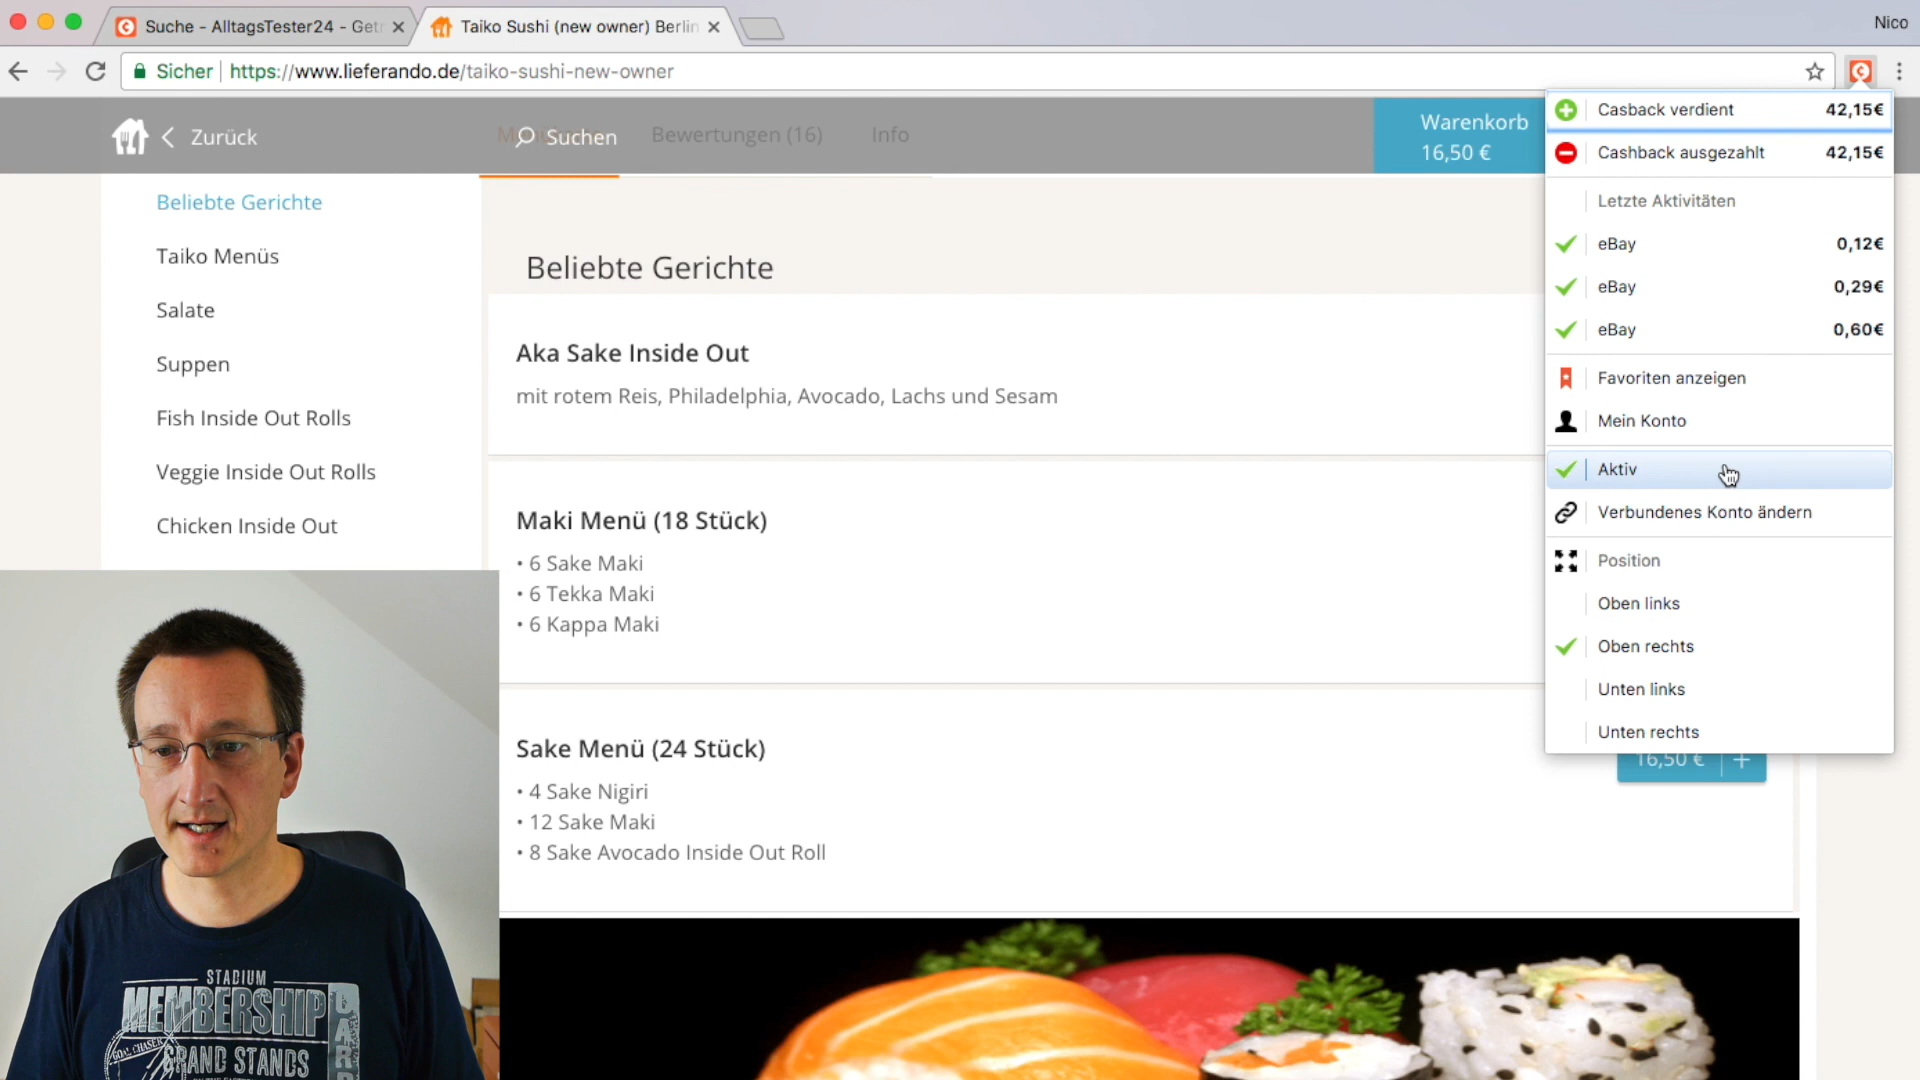 Suche - AlltagsTester24 - Get
Taiko Sushi (new owner) Berlin
Nico
Sicher
https://www.lieferando.de/taiko-sushi-new-owner
Zurück
Suchen
Bewertungen (16)
Info
Warenkorb
16,50 €
Beliebte Gerichte
Taiko Menüs
Salate
Suppen
Fish Inside Out Rolls
Veggie Inside Out Rolls
Chicken Inside Out
Beliebte Gerichte
Aka Sake Inside Out
mit rotem Reis, Philadelphia, Avocado, Lachs und Sesam
Maki Menü (18 Stück)
• 6 Sake Maki
• 6 Tekka Maki
• 6 Kappa Maki
Sake Menü (24 Stück)
• 4 Sake Nigiri
• 12 Sake Maki
• 8 Sake Avocado Inside Out Roll
16,50 € +
Casback verdient 42,15€
Cashback ausgezahlt 42,15€
Letzte Aktivitäten
eBay 0,12€
eBay 0,29€
eBay 0,60€
Favoriten anzeigen
Mein Konto
Aktiv
Verbundenes Konto ändern
Position
Oben links
Oben rechts
Unten links
Unten rechts
STADIUM
MEMBERSHIP
GOAL CHASER
GRAND STANDS